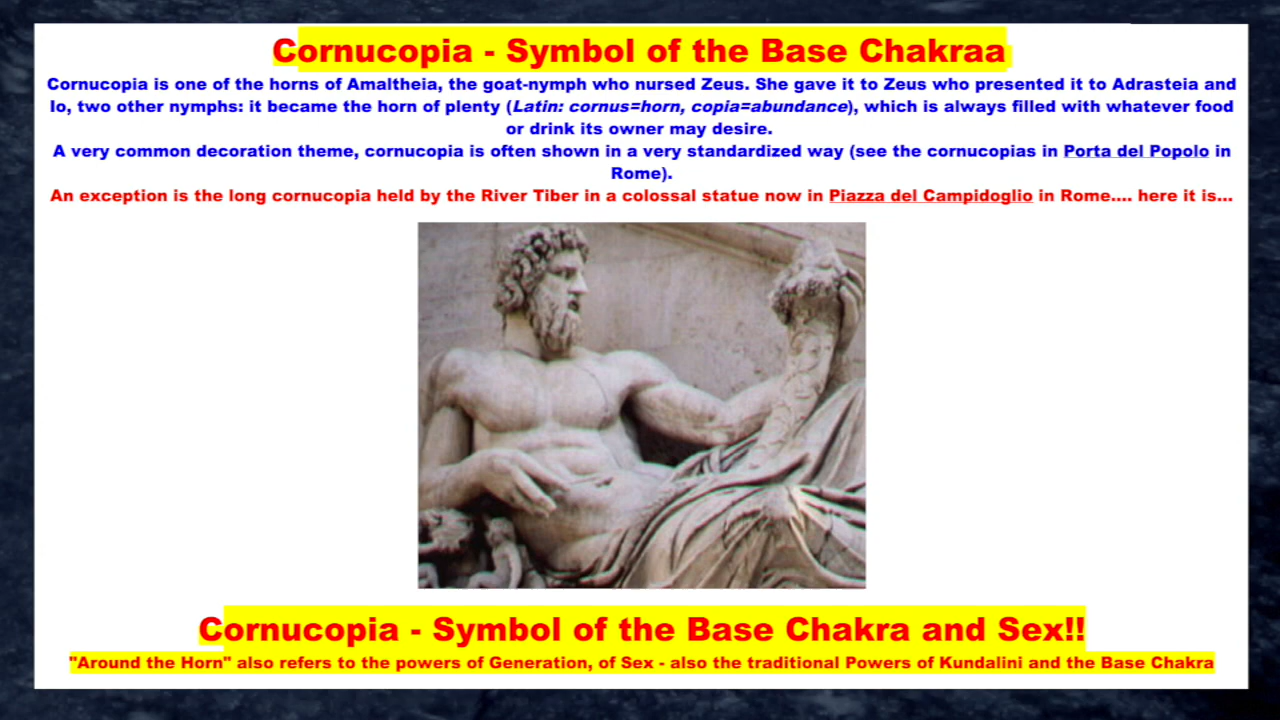 Cornucopia - Symbol of the Base Chakraa
Cornucopia is one of the horns of Amaltheia, the goat-nymph who nursed Zeus. She gave it to Zeus who presented it to Adrasteia and
Io, two other nymphs: it became the horn of plenty (Latin: cornus=horn, copia=abundance), which is always filled with whatever food
or drink its owner may desire.
A very common decoration theme, cornucopia is often shown in a very standardized way (see the cornucopias in Porta del Popolo in
Rome).
An exception is the long cornucopia held by the River Tiber in a colossal statue now in Piazza del Campidoglio in Rome.... here it is...
Cornucopia - Symbol of the Base Chakra and Sex!!
"Around the Horn" also refers to the powers of Generation, of Sex - also the traditional Powers of Kundalini and the Base Chakra